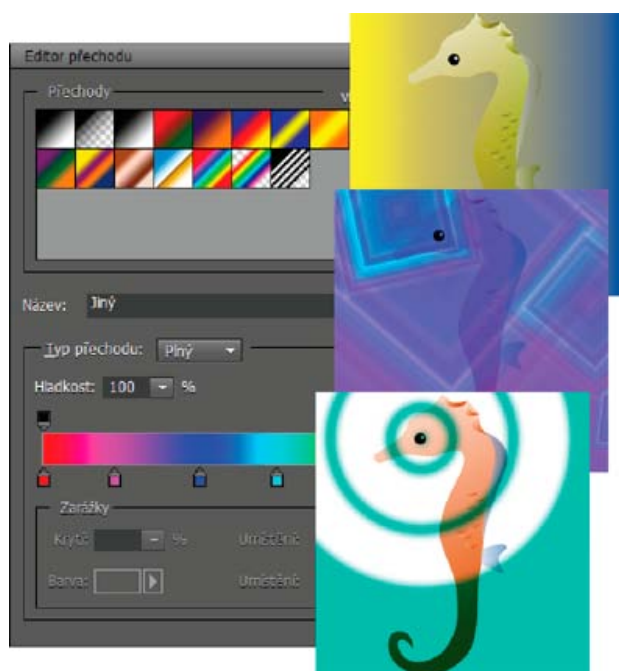 Editor přechodu
Přechody
Název: Jiný
Typ přechodu: Plný
Hladkost: 100 %
Zarážky
Krytí: % Umístění:
Barva: Umístění: